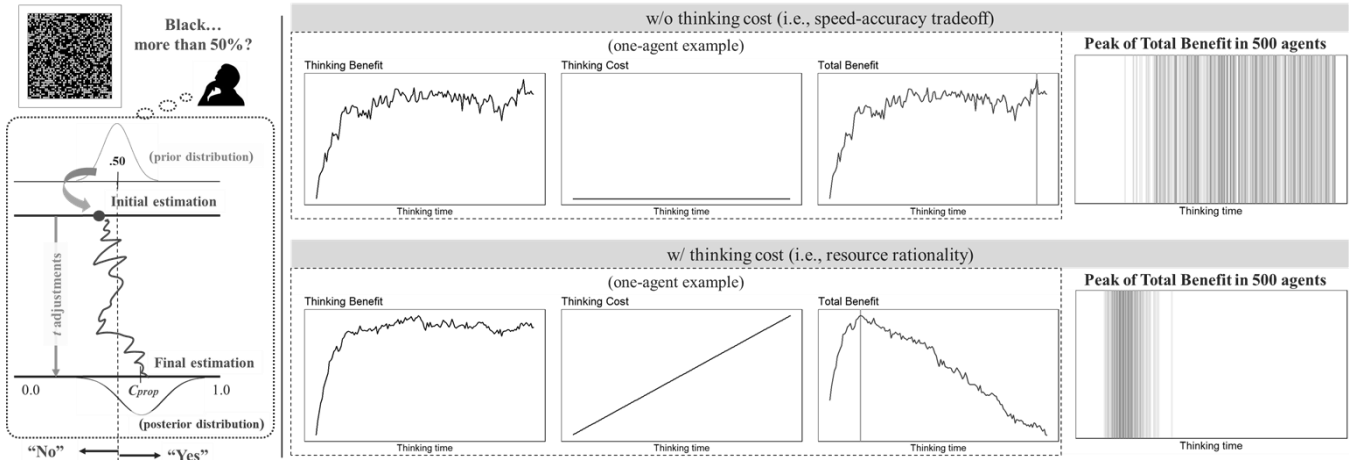 Black…
more than 50%?
(prior distribution)
.50
Initial estimation
t adjustments
Final estimation
0.0
Cprop
1.0
(posterior distribution)
“No”
“Yes”
w/o thinking cost (i.e., speed-accuracy tradeoff)
(one-agent example)
Thinking Benefit
Thinking Cost
Total Benefit
Thinking time
Thinking time
Thinking time
Peak of Total Benefit in 500 agents
Thinking time
w/ thinking cost (i.e., resource rationality)
(one-agent example)
Thinking Benefit
Thinking Cost
Total Benefit
Thinking time
Thinking time
Thinking time
Peak of Total Benefit in 500 agents
Thinking time